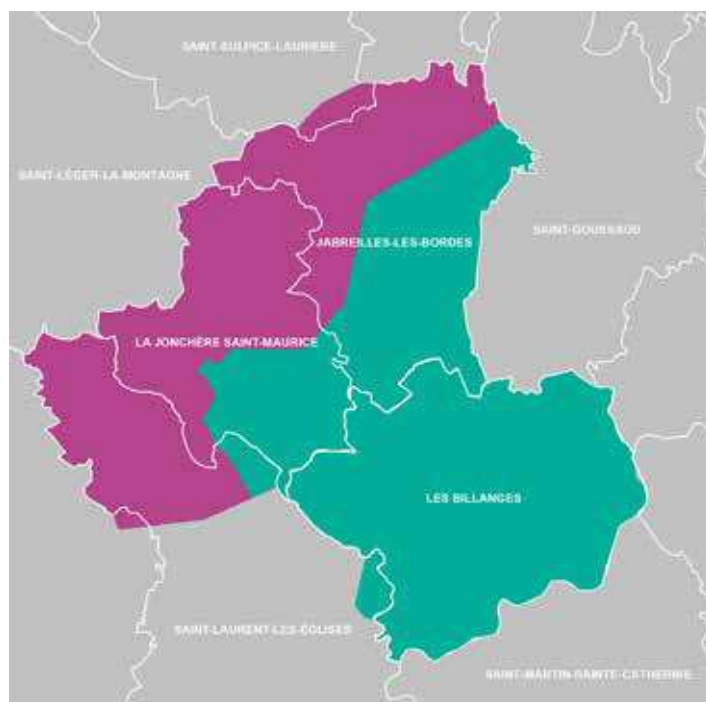 SAINT-SULPICE-LAURIERE
SAINT-LÉGER-LA-MONTAGNE
SAINT-GOUSSAUD
JABREILLES-LES-BORDES
LA JONCHÈRE SAINT-MAURICE
LES BILLANGES
SAINT-LAURENT-LES-ÉGLISES
SAINT-MARTIN-SAINTE-CATHERINE